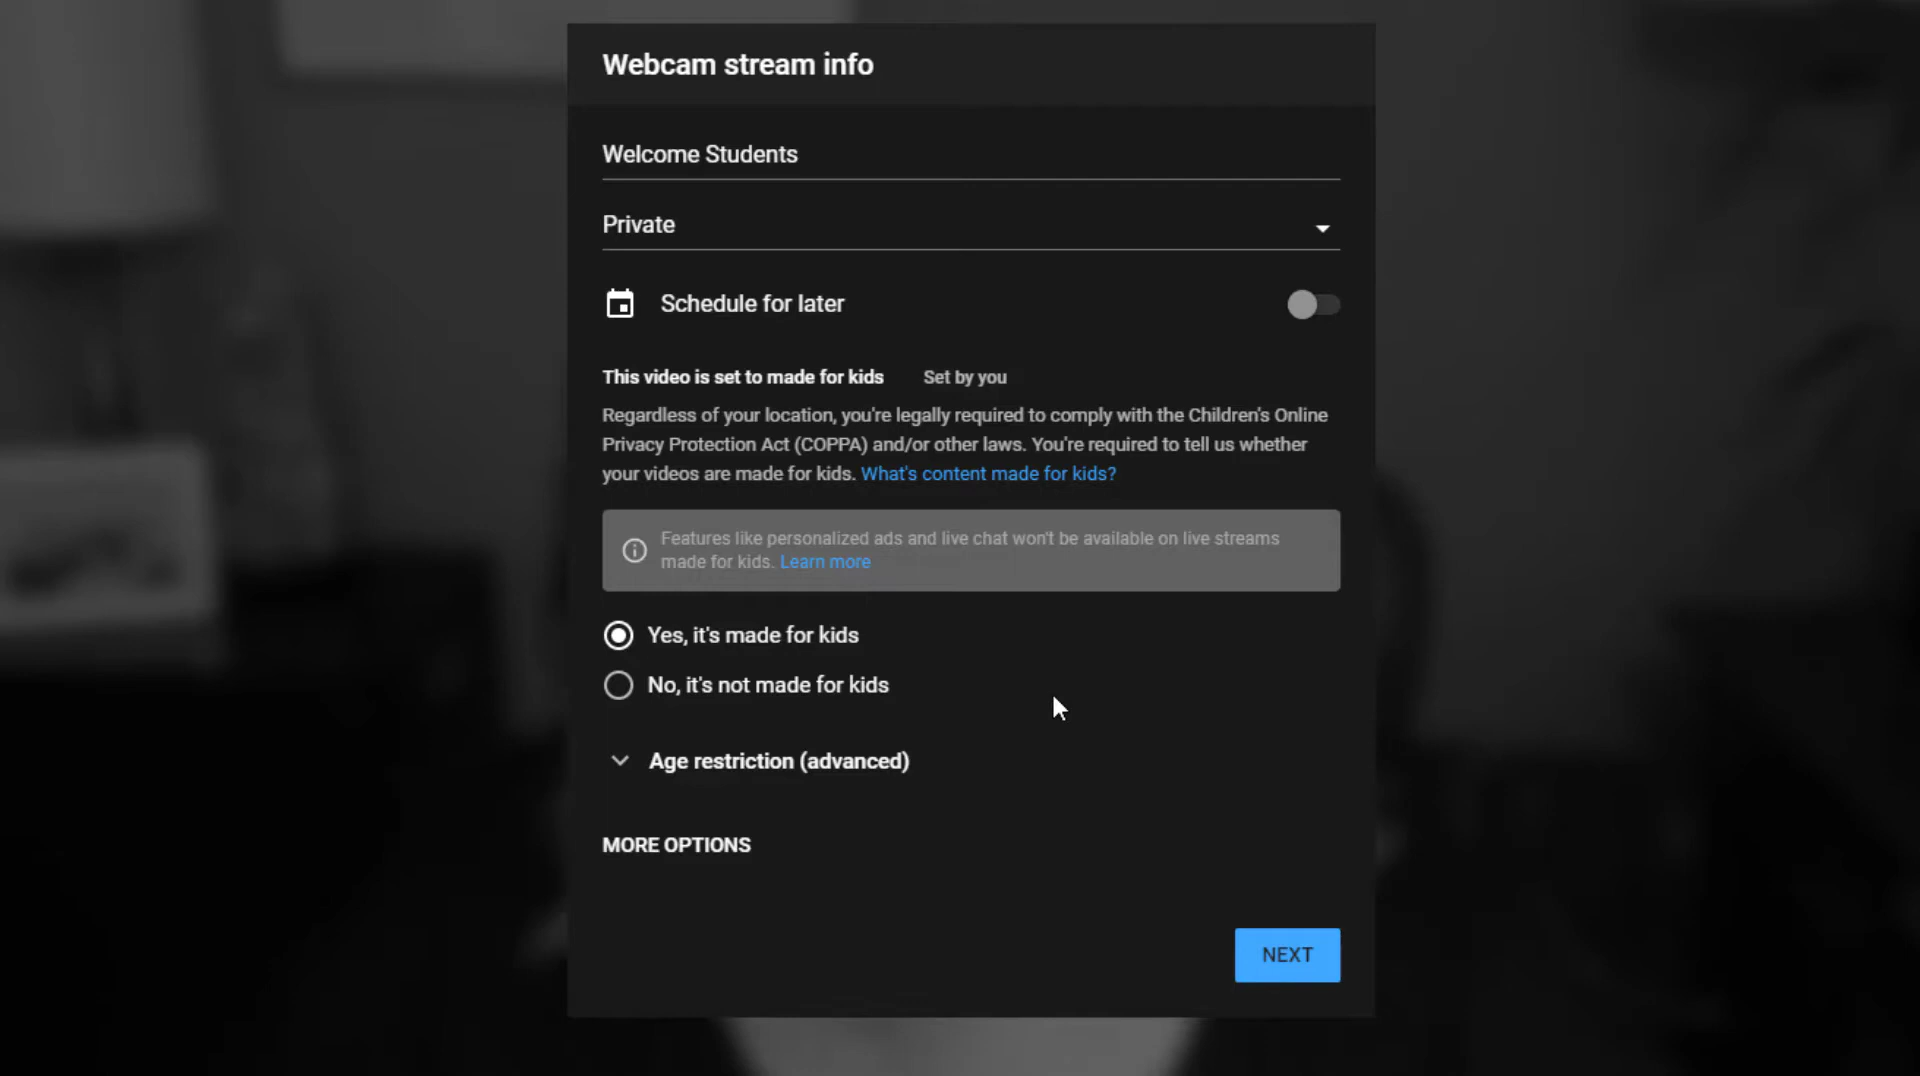 Webcam stream info
Welcome Students
Private
Schedule for later
This video is set to made for kids Set by you
Regardless of your location, you're legally required to comply with the Children's Online
Privacy Protection Act (COPPA) and/or other laws. You're required to tell us whether
your videos are made for kids. What's content made for kids?
Features like personalized ads and live chat won't be available on live streams
made for kids. Learn more
Yes, it's made for kids
No, it's not made for kids
Age restriction (advanced)
MORE OPTIONS
NEXT